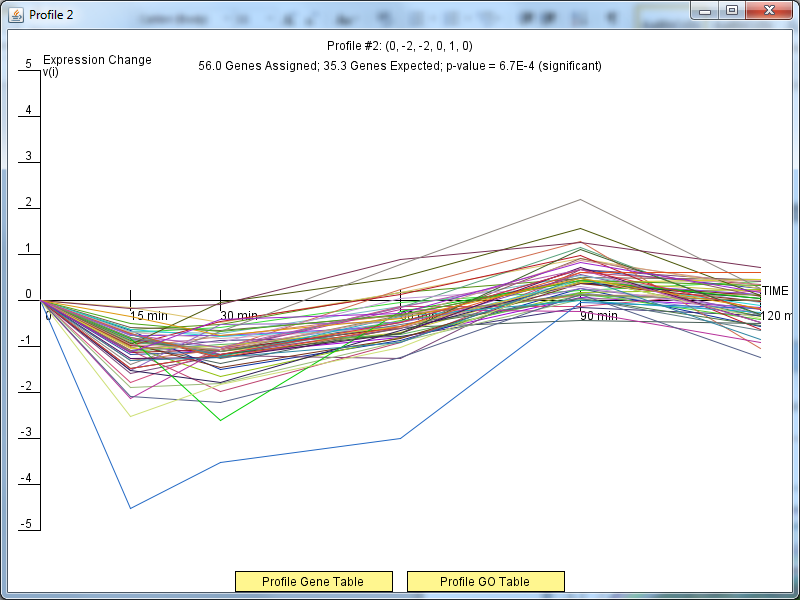 Profile 2
Profile #2: (0, -2, -2, 0, 1, 0)
Expression Change
v(i)
56.0 Genes Assigned; 35.3 Genes Expected; p-value = 6.7E-4 (significant)
5
4
3
2
1
0
-1
-2
-3
-4
-5
TIME
0
15 min
30 min
90 min
120 m
Profile Gene Table
Profile GO Table